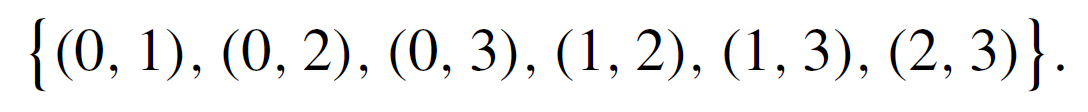 {(0, 1), (0, 2), (0, 3), (1, 2), (1, 3), (2, 3)}.